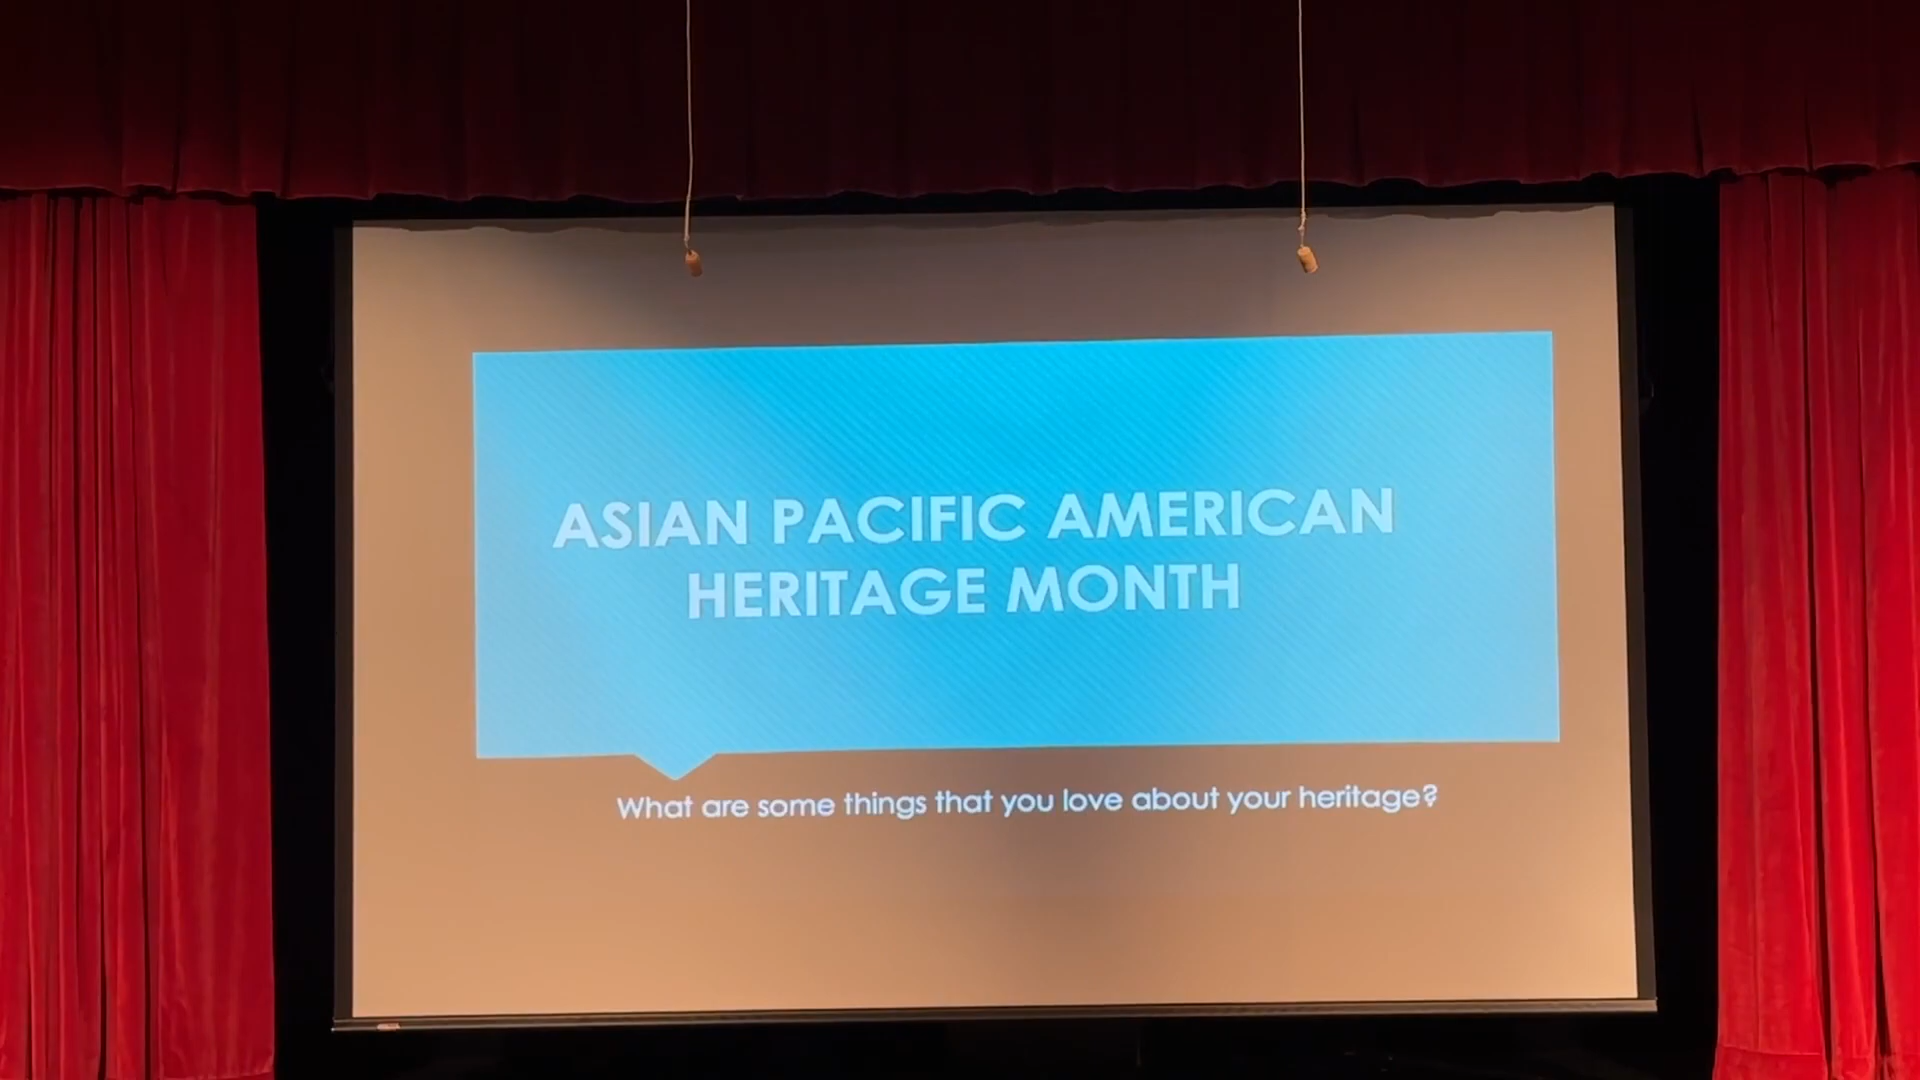 ASIAN PACIFIC AMERICAN
HERITAGE MONTH
What are some things that you love about your heritage?